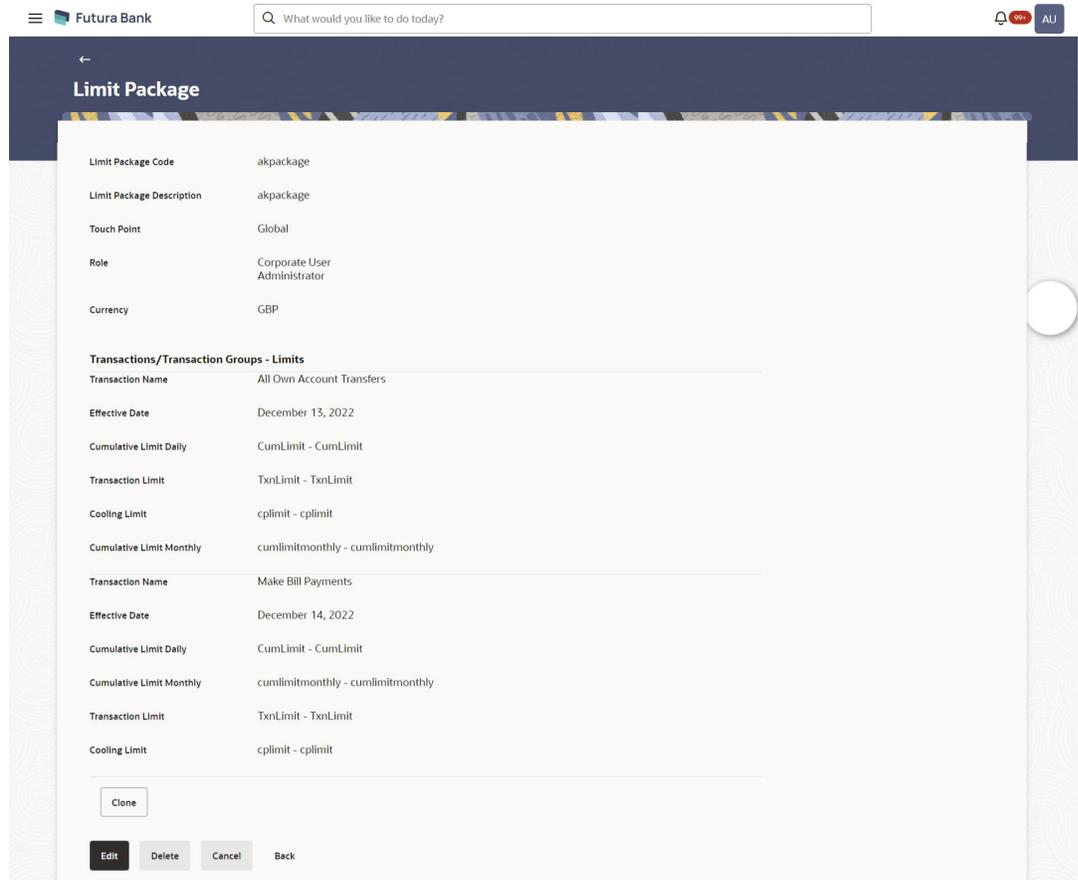 Futura Bank
What would you like to do today?
99+
AU
Limit Package
Limit Package Code akpackage
Limit Package Description akpackage
Touch Point Global
Role Corporate User
Administrator
Currency GBP
Transactions/Transaction Groups - Limits
Transaction Name All Own Account Transfers
Effective Date December 13, 2022
Cumulative Limit Daily CumLimit - CumLimit
Transaction Limit TxnLimit - TxnLimit
Cooling Limit cplimit - cplimit
Cumulative Limit Monthly cumlimitmonthly - cumlimitmonthly
Transaction Name Make Bill Payments
Effective Date December 14, 2022
Cumulative Limit Daily CumLimit - CumLimit
Cumulative Limit Monthly cumlimitmonthly - cumlimitmonthly
Transaction Limit TxnLimit - TxnLimit
Cooling Limit cplimit - cplimit
Clone
Edit Delete Cancel Back